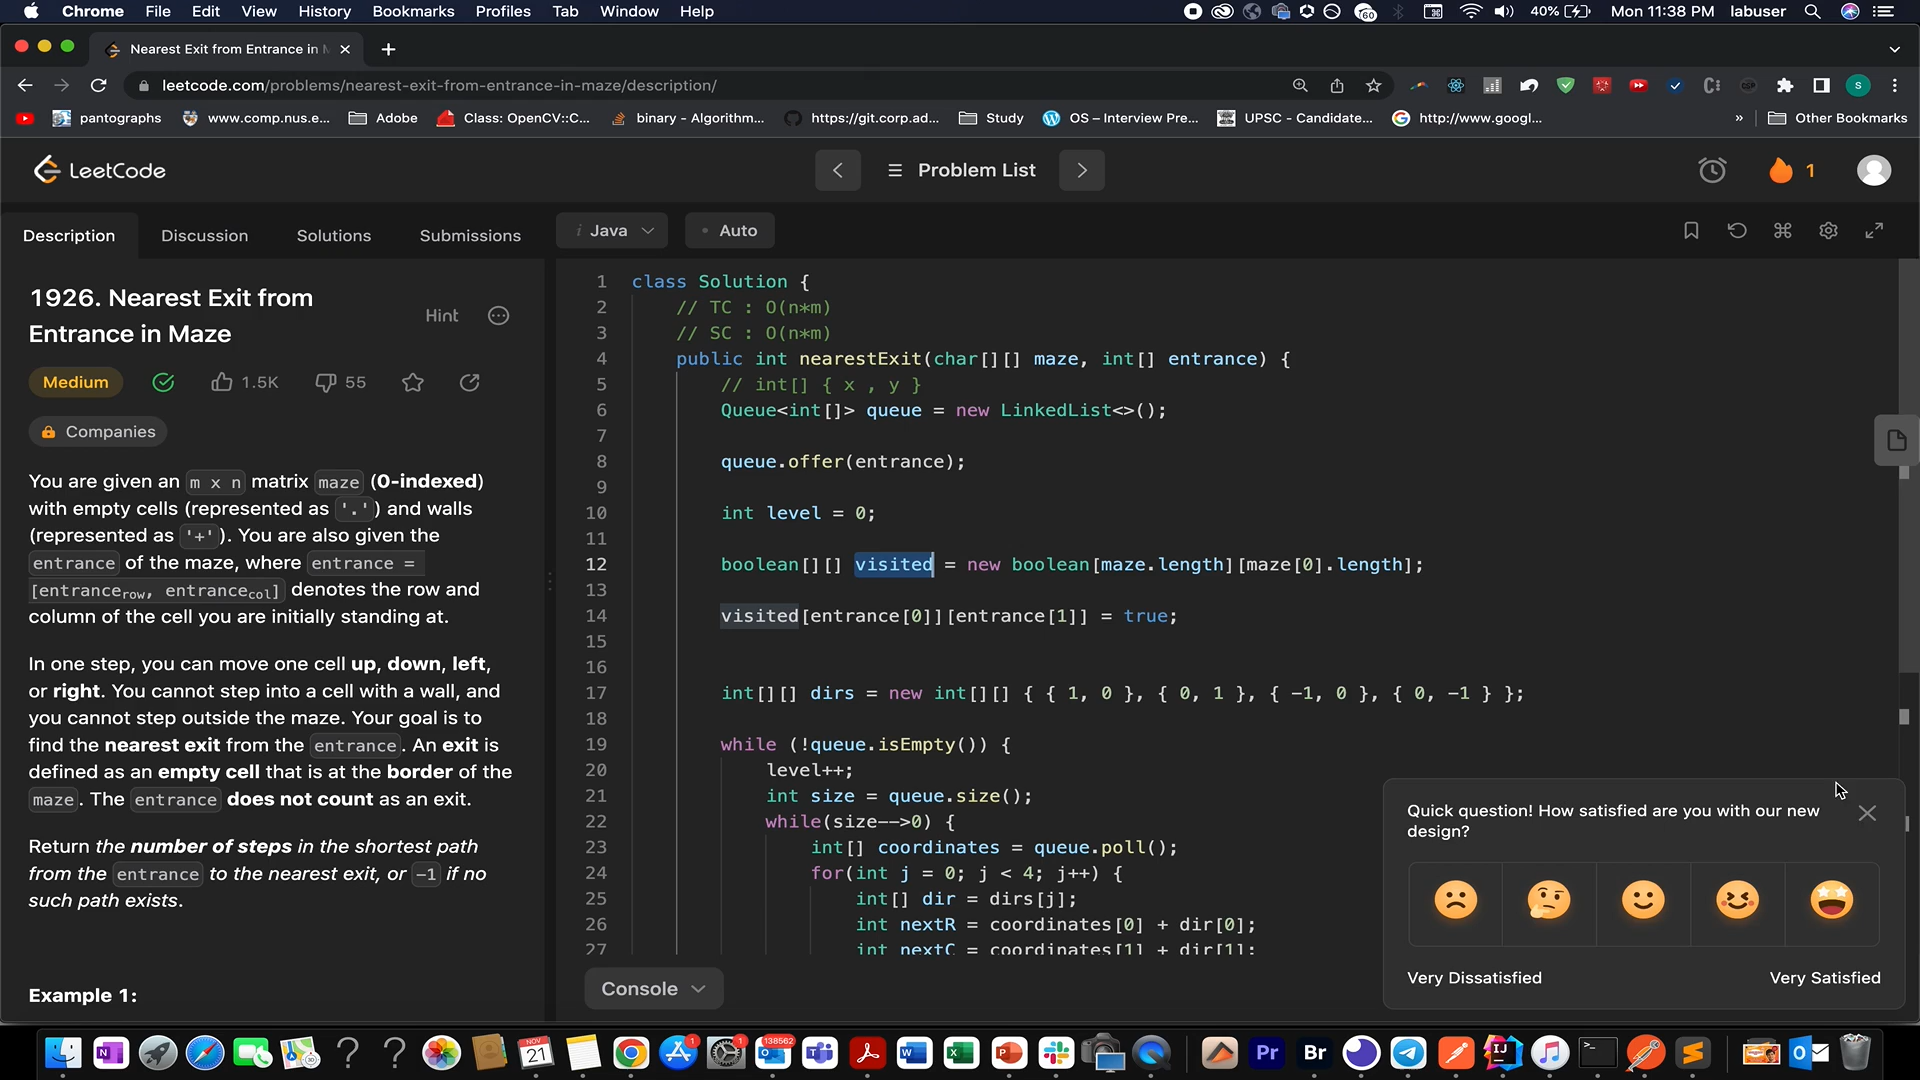 Chrome File Edit View History Bookmarks Profiles Tab Window Help
60
40%
Mon 11:38 PM labuser
Nearest Exit from Entrance in
leetcode.com/problems/nearest-exit-from-entrance-in-maze/description/
pantographs
www.comp.nus.e...
Adobe
Class: OpenCV::C...
binary - Algorithm...
https://git.corp.ad...
Study
OS – Interview Pre...
UPSC - Candidate...
http://www.googl...
»
Other Bookmarks
LeetCode
Problem List
1
Description
Discussion
Solutions
Submissions
i Java
• Auto
1926. Nearest Exit from
Entrance in Maze
Hint
Medium
1.5K
55
Companies
You are given an m x n matrix maze (0-indexed)
with empty cells (represented as '.') and walls
(represented as '+'). You are also given the
entrance of the maze, where entrance =
[entrancerow, entrancecol] denotes the row and
column of the cell you are initially standing at.
In one step, you can move one cell up, down, left,
or right. You cannot step into a cell with a wall, and
you cannot step outside the maze. Your goal is to
find the nearest exit from the entrance. An exit is
defined as an empty cell that is at the border of the
maze. The entrance does not count as an exit.
Return the number of steps in the shortest path
from the entrance to the nearest exit, or -1 if no
such path exists.
Example 1:
1 class Solution {
2 // TC : O(n*m)
3 // SC : O(n*m)
4 public int nearestExit(char[][] maze, int[] entrance) {
5 // int[] { x , y }
6 Queue<int[]> queue = new LinkedList<>();
7
8 queue.offer(entrance);
9
10 int level = 0;
11
12 boolean[][] visited = new boolean[maze.length][maze[0].length];
13
14 visited[entrance[0]][entrance[1]] = true;
15
16
17 int[][] dirs = new int[][] { { 1, 0 }, { 0, 1 }, { -1, 0 }, { 0, -1 } };
18
19 while (!queue.isEmpty()) {
20 level++;
21 int size = queue.size();
22 while(size-->0) {
23 int[] coordinates = queue.poll();
24 for(int j = 0; j < 4; j++) {
25 int[] dir = dirs[j];
26 int nextR = coordinates[0] + dir[0];
27 int nextC = coordinates[1] + dir[1];
Console
Quick question! How satisfied are you with our new
design?
Very Dissatisfied
Very Satisfied
NOV
21
1
1
138562
Pr
Br
IJ